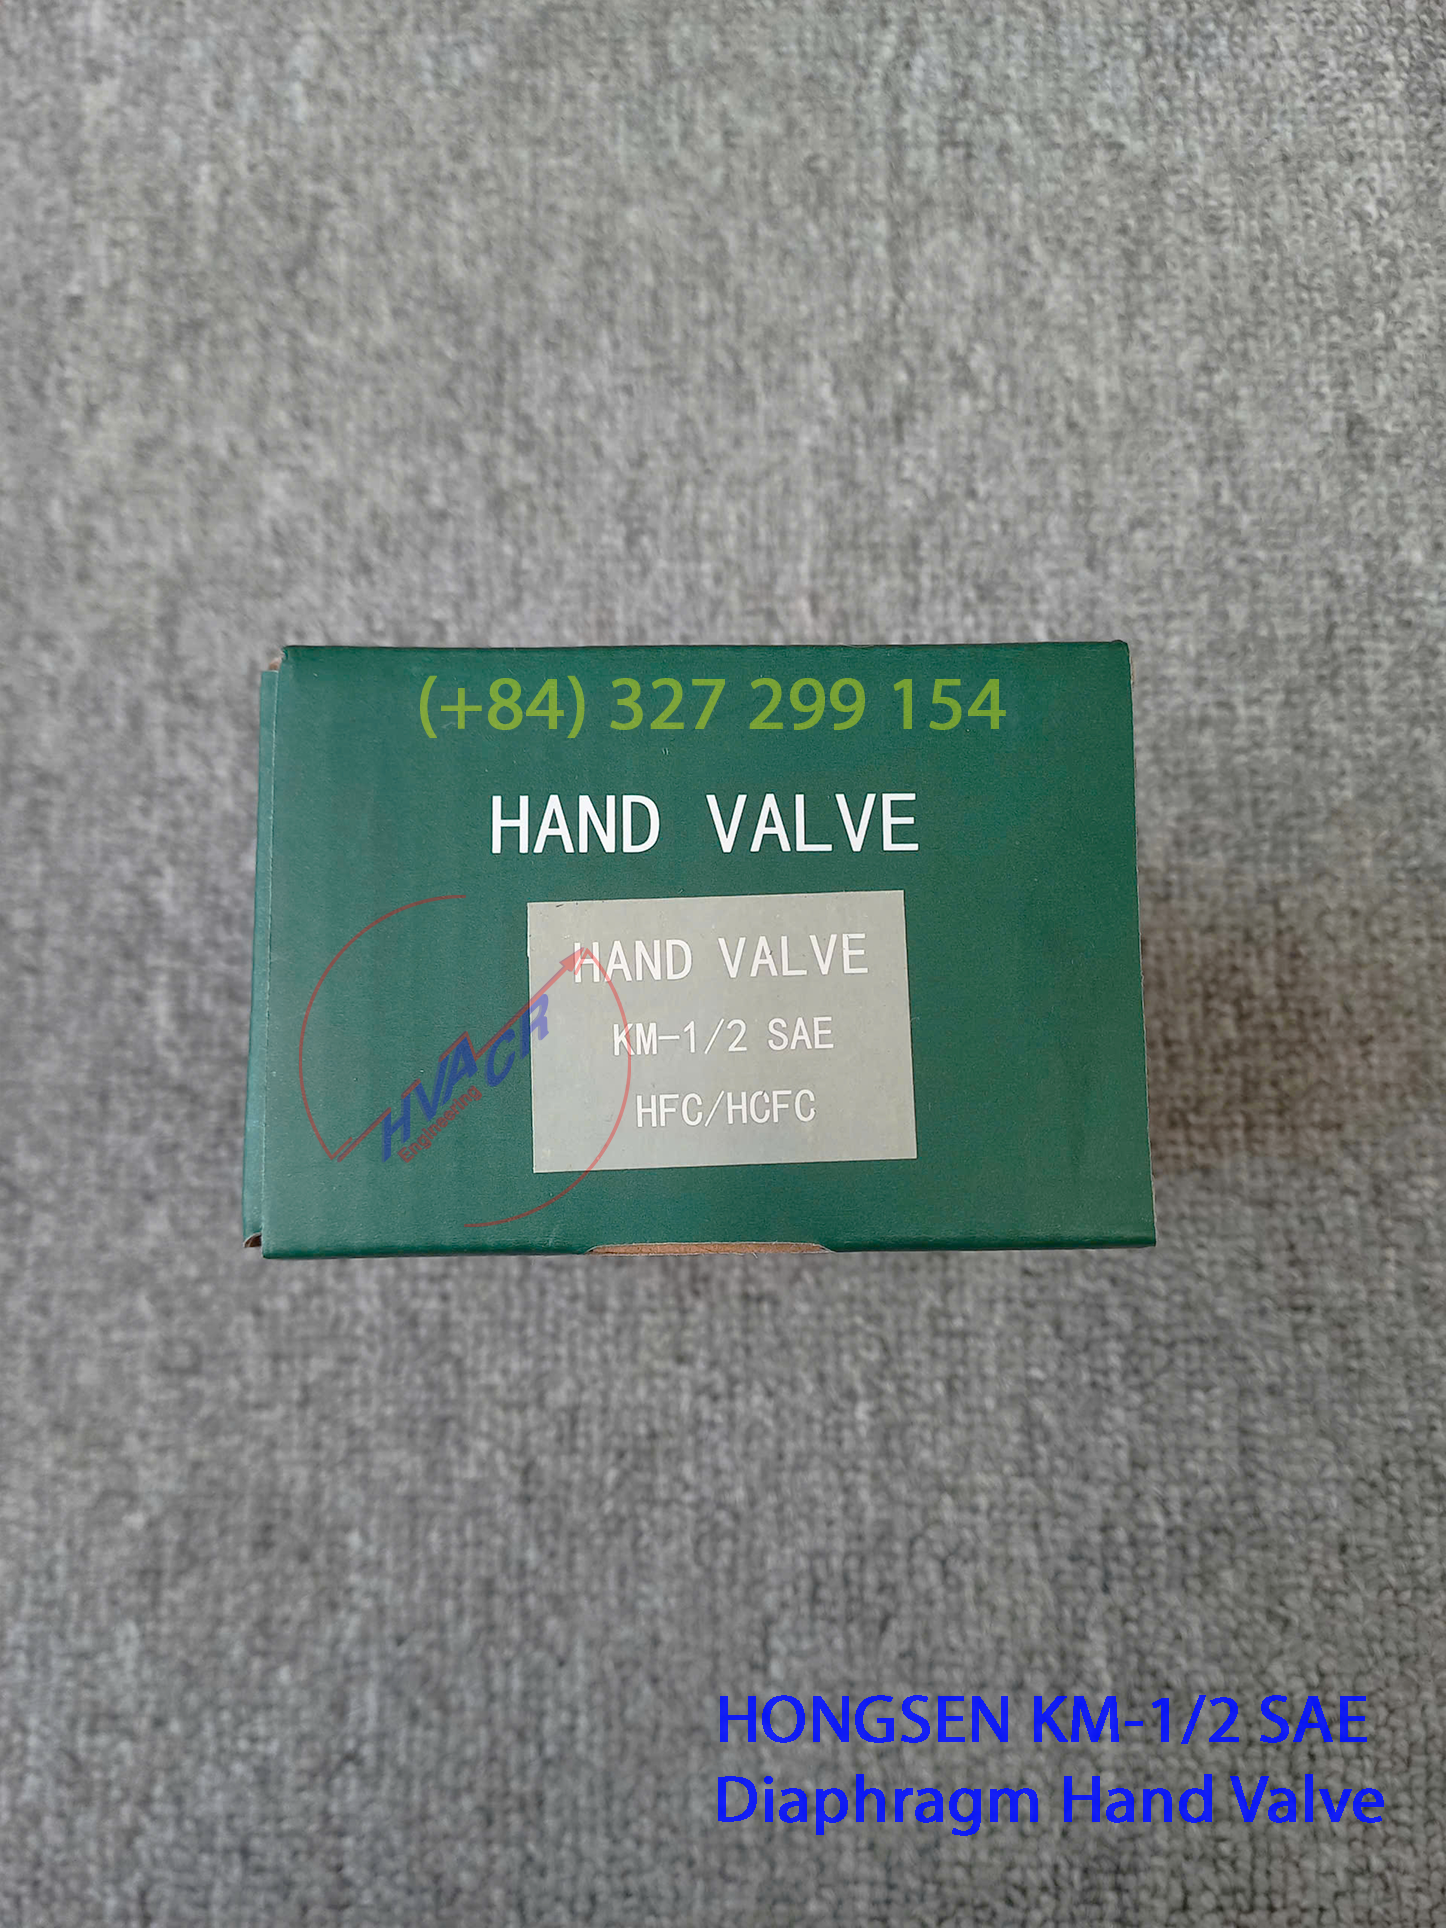 (+84) 327 299 154
HAND VALVE
HAND VALVE
KM-1/2 SAE
HFC/HCFC
HVACR
Engineering
HONGSEN KM-1/2 SAE
Diaphragm Hand Valve